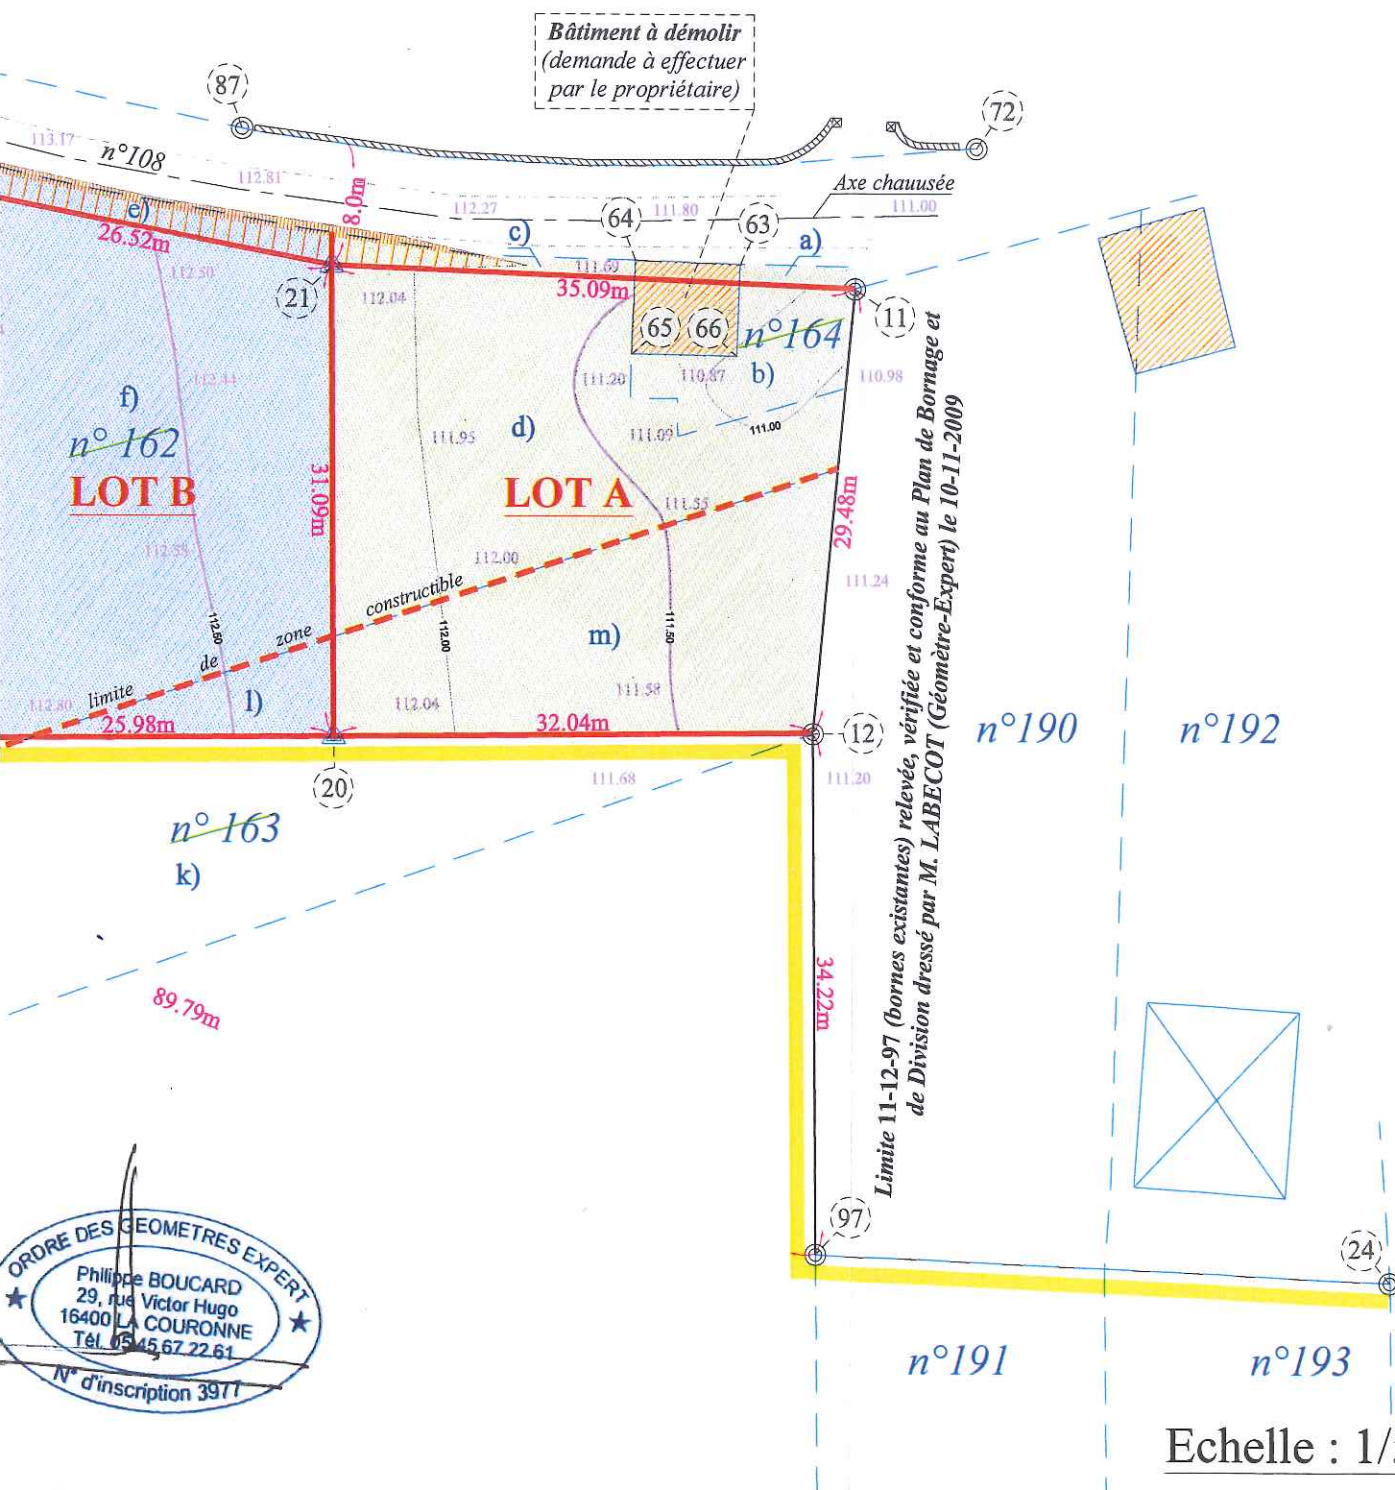 Bâtiment à démolir
(demande à effectuer
par le propriétaire)
87
72
113.17
n°108
112.81
8.0m
112.27
64
111.80
63
Axe chauusée
111.00
e)
26.52m
c)
a)
112.50
21
112.04
111.69
35.09m
65
66
n°164
11
112.44
f)
n° 162
LOT B
111.20
110.87
b)
110.98
111.95
d)
111.09
111.00
31.09m
LOT A
111.55
29.48m
112.00
111.24
112.50
limite
de
zone
constructible
112.00
m)
111.50
112.80
25.98m
l)
112.04
111.58
32.04m
12
n°190
n°192
20
111.68
111.20
n° 163
k)
89.79m
34.22m
Limite 11-12-97 (bornes existantes) relevée, vérifiée et conforme au Plan de Bornage et
de Division dressé par M. LABECOT (Géomètre-Expert) le 10-11-2009
97
24
ORDRE DES GEOMETRES EXPERT
Philippe BOUCARD
29, rue Victor Hugo
16400 LA COURONNE
Tél. 05 45 67 22 61
N° d'inscription 3977
n°191
n°193
Echelle : 1/